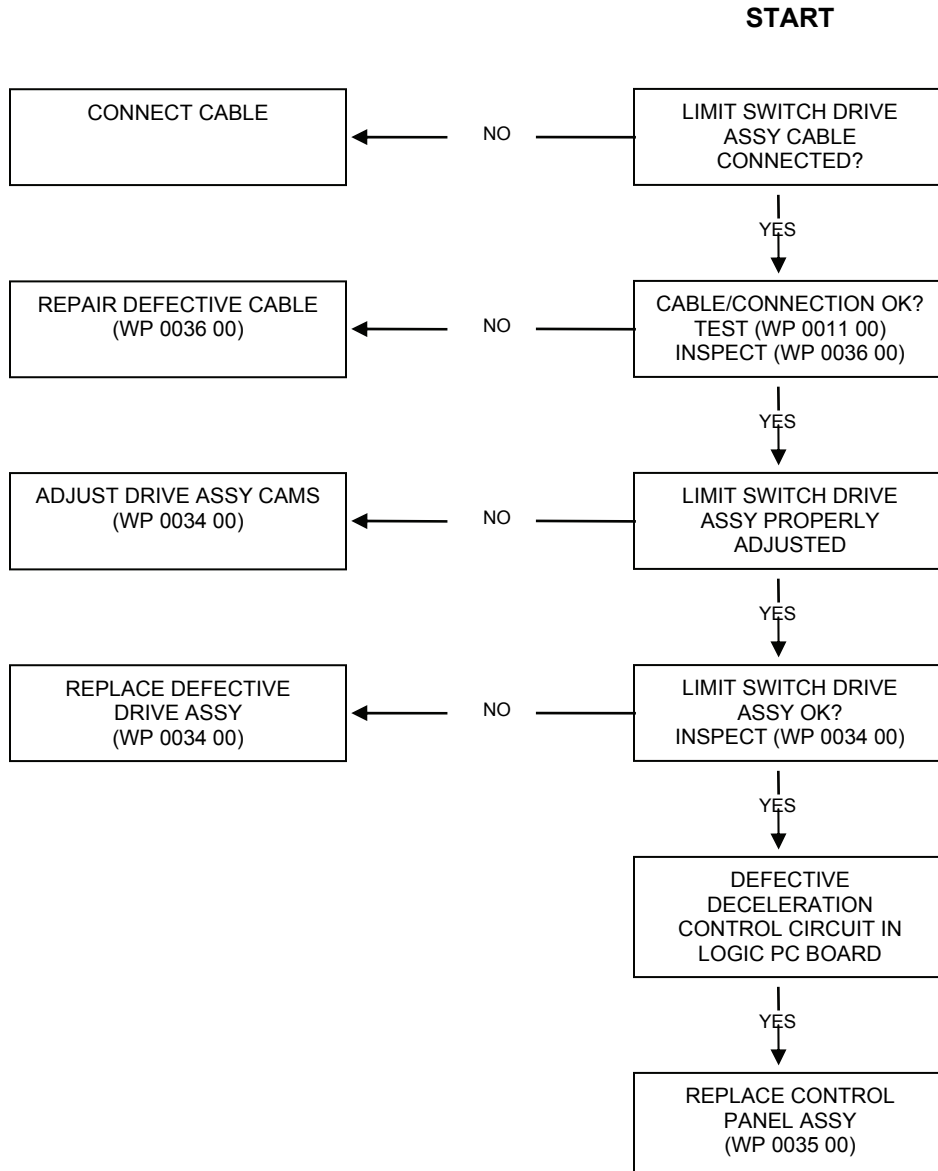 START
CONNECT CABLE
NO
LIMIT SWITCH DRIVE
ASSY CABLE
CONNECTED?
YES
REPAIR DEFECTIVE CABLE
(WP 0036 00)
NO
CABLE/CONNECTION OK?
TEST (WP 0011 00)
INSPECT (WP 0036 00)
YES
ADJUST DRIVE ASSY CAMS
(WP 0034 00)
NO
LIMIT SWITCH DRIVE
ASSY PROPERLY
ADJUSTED
YES
REPLACE DEFECTIVE
DRIVE ASSY
(WP 0034 00)
NO
LIMIT SWITCH DRIVE
ASSY OK?
INSPECT (WP 0034 00)
YES
DEFECTIVE
DECELERATION
CONTROL CIRCUIT IN
LOGIC PC BOARD
YES
REPLACE CONTROL
PANEL ASSY
(WP 0035 00)